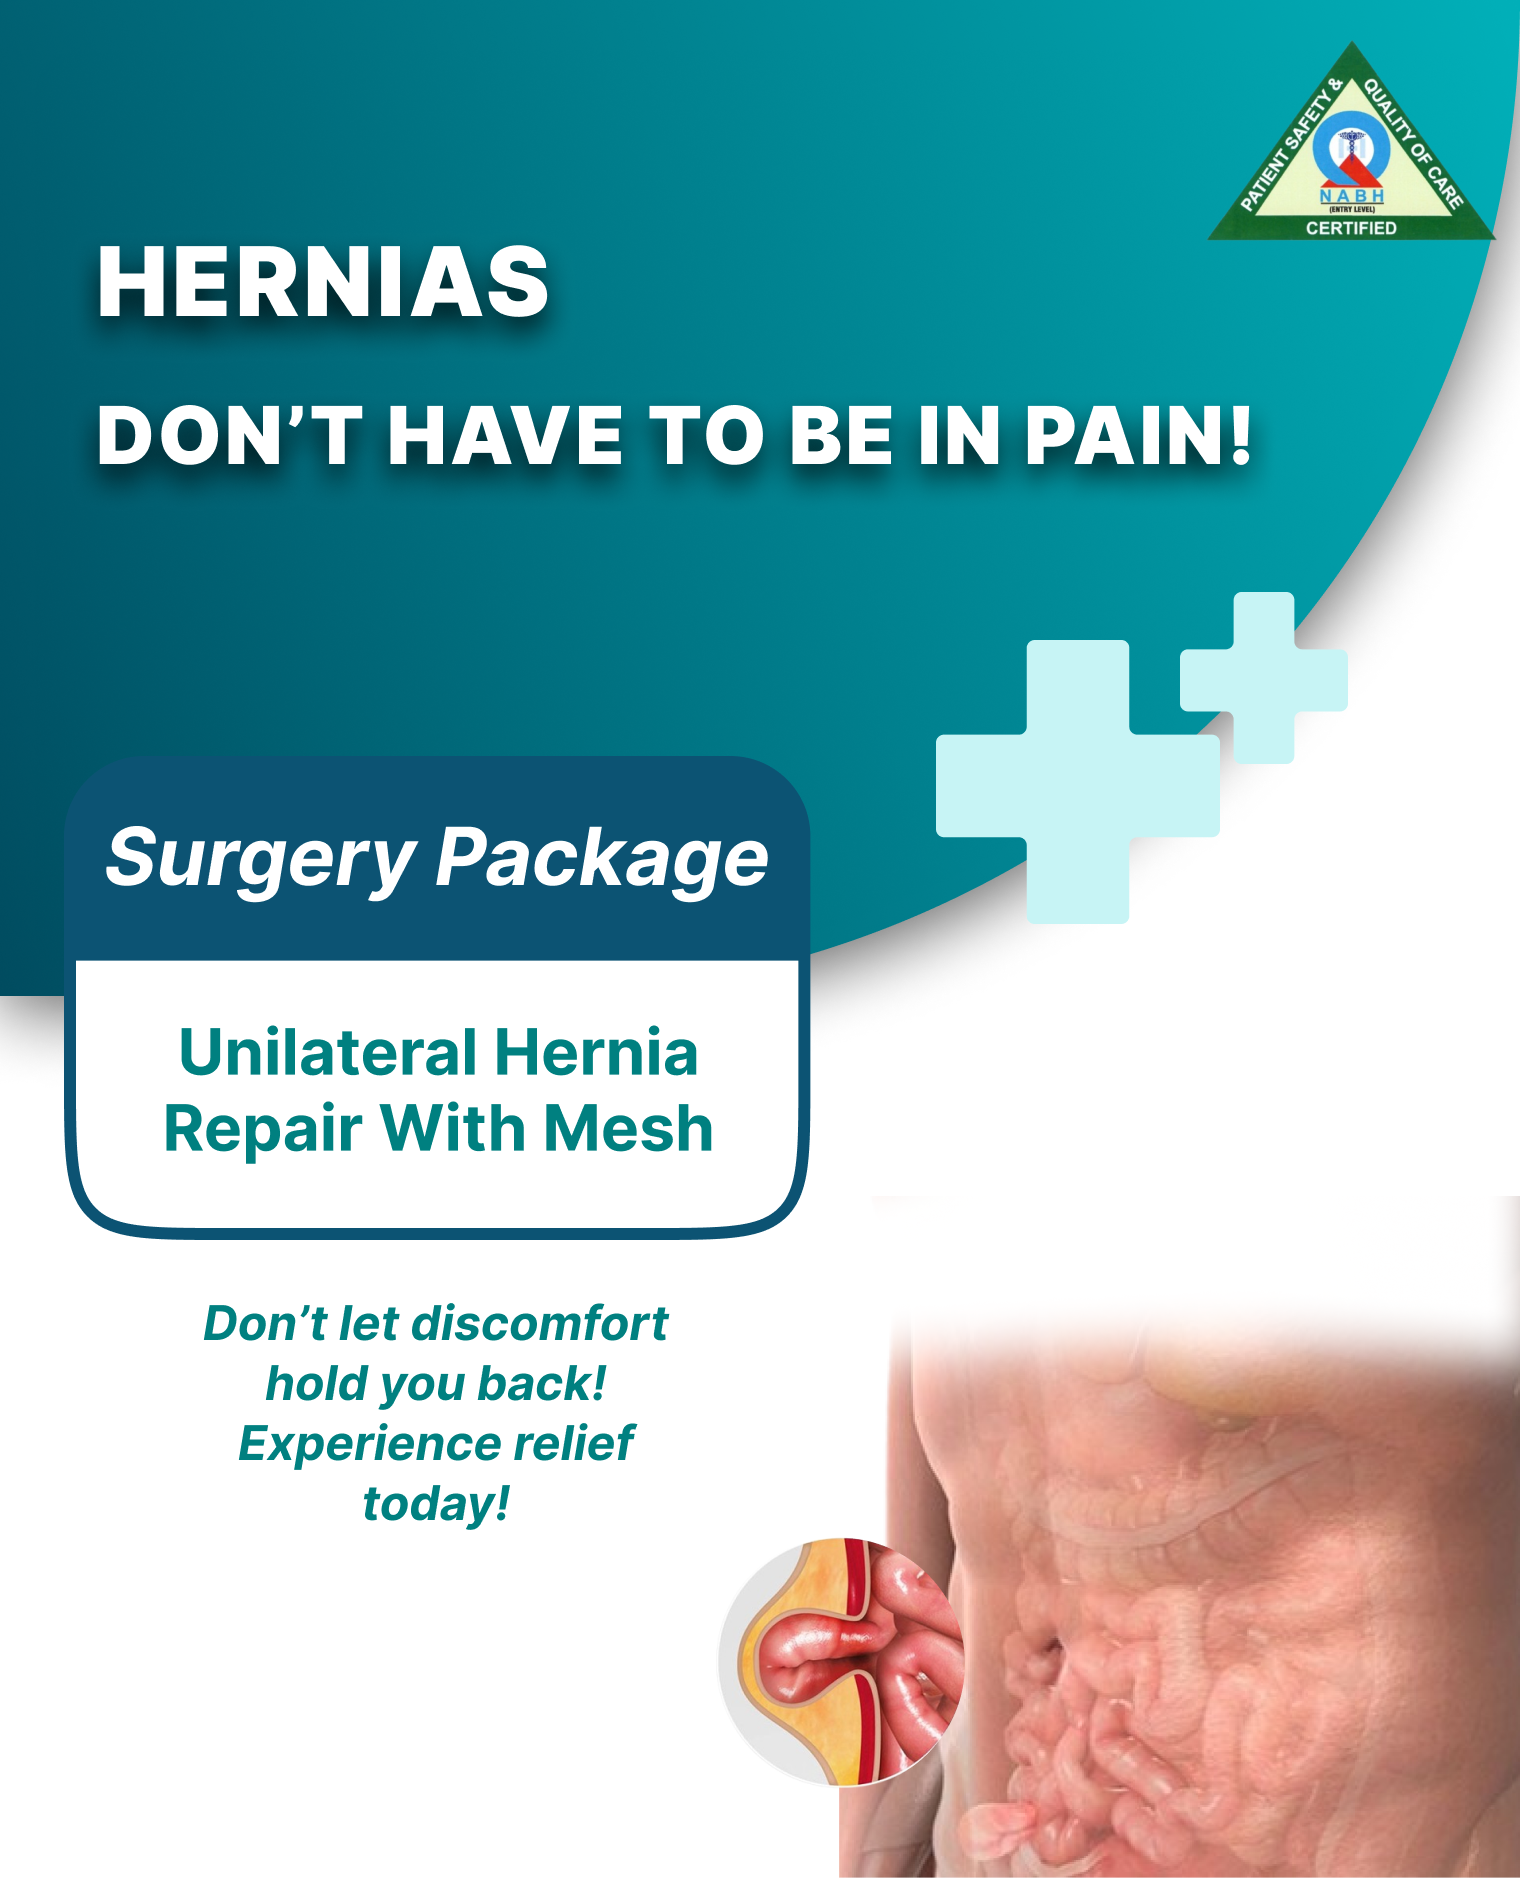 PATIENT SAFETY & QUALITY OF CARE
NABH
(ENTRY LEVEL)
CERTIFIED
HERNIAS
DON’T HAVE TO BE IN PAIN!
Surgery Package
Unilateral Hernia
Repair With Mesh
Don’t let discomfort
hold you back!
Experience relief
today!